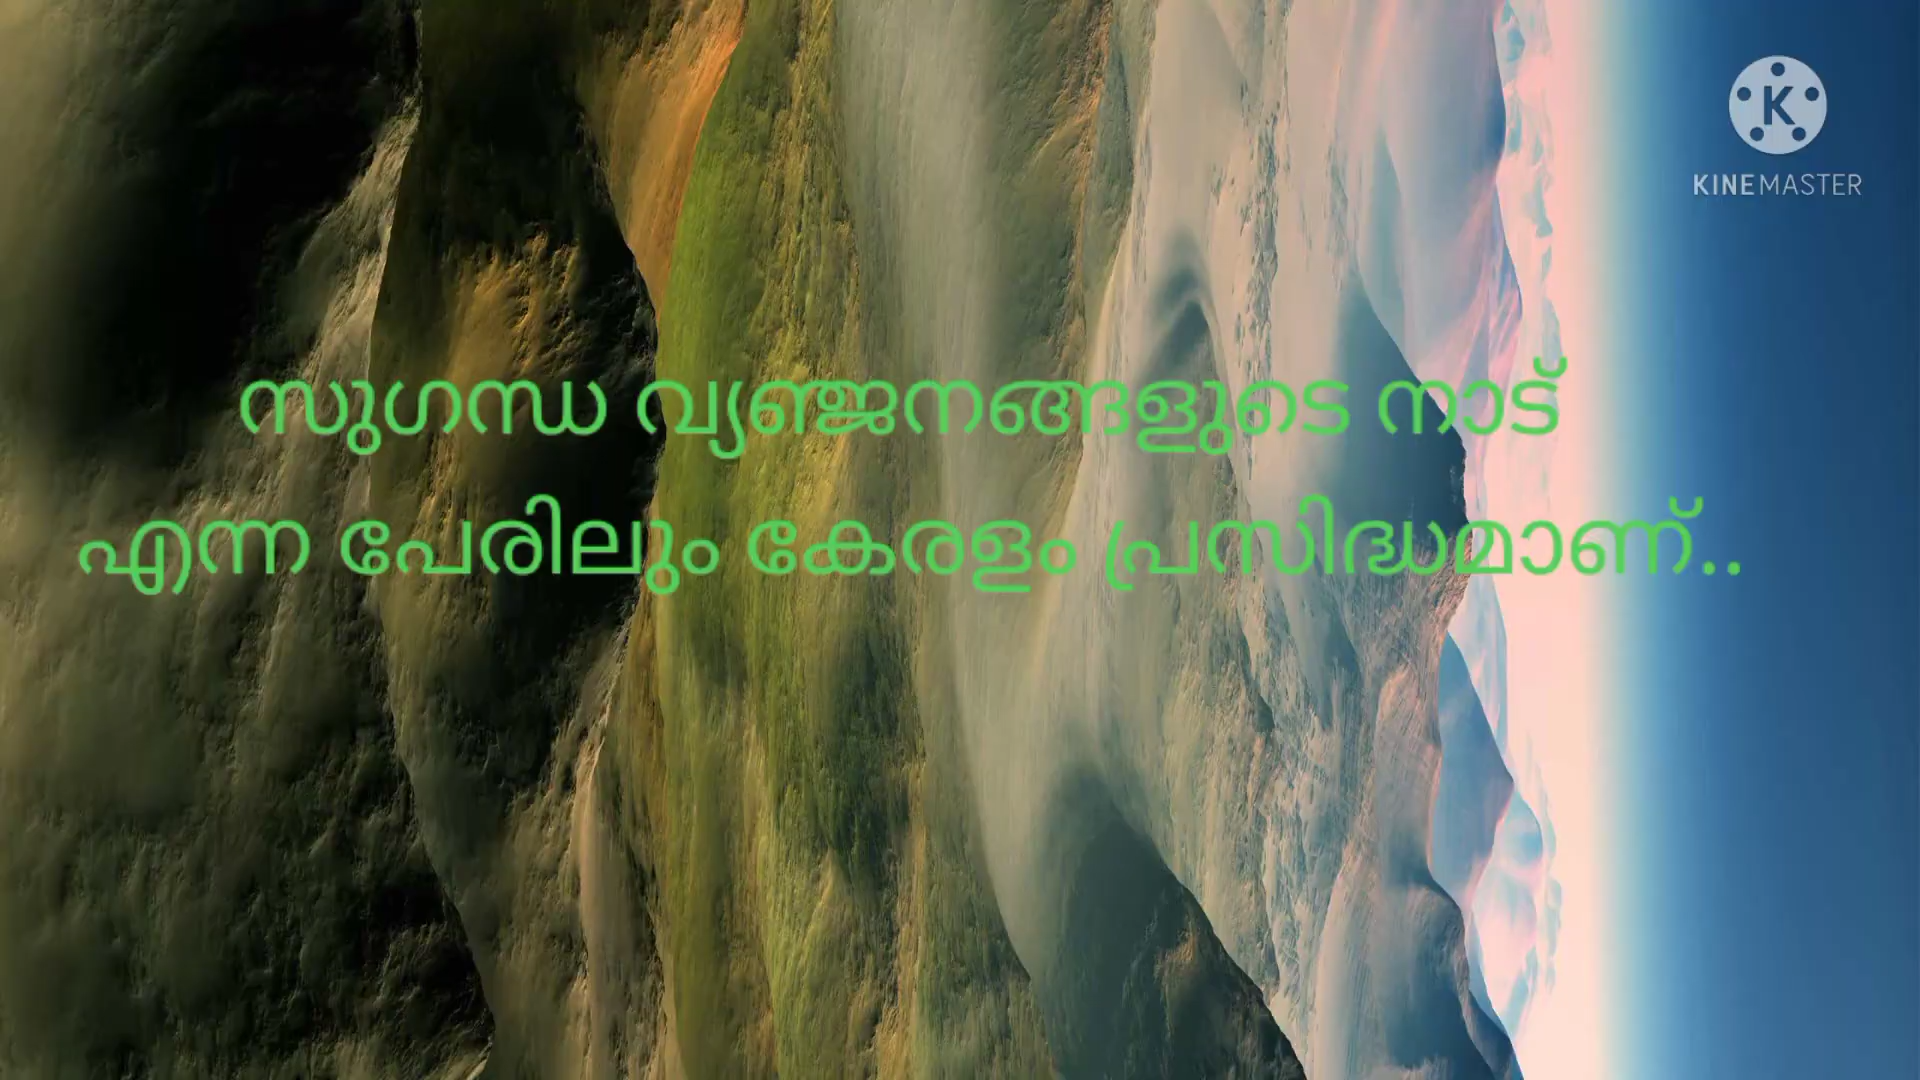 KINEMASTER
സുഗന്ധ വ്യഞ്ജനങ്ങളുടെ നാട്
എന്ന പേരിലും കേരളം പ്രസിദ്ധമാണ്..